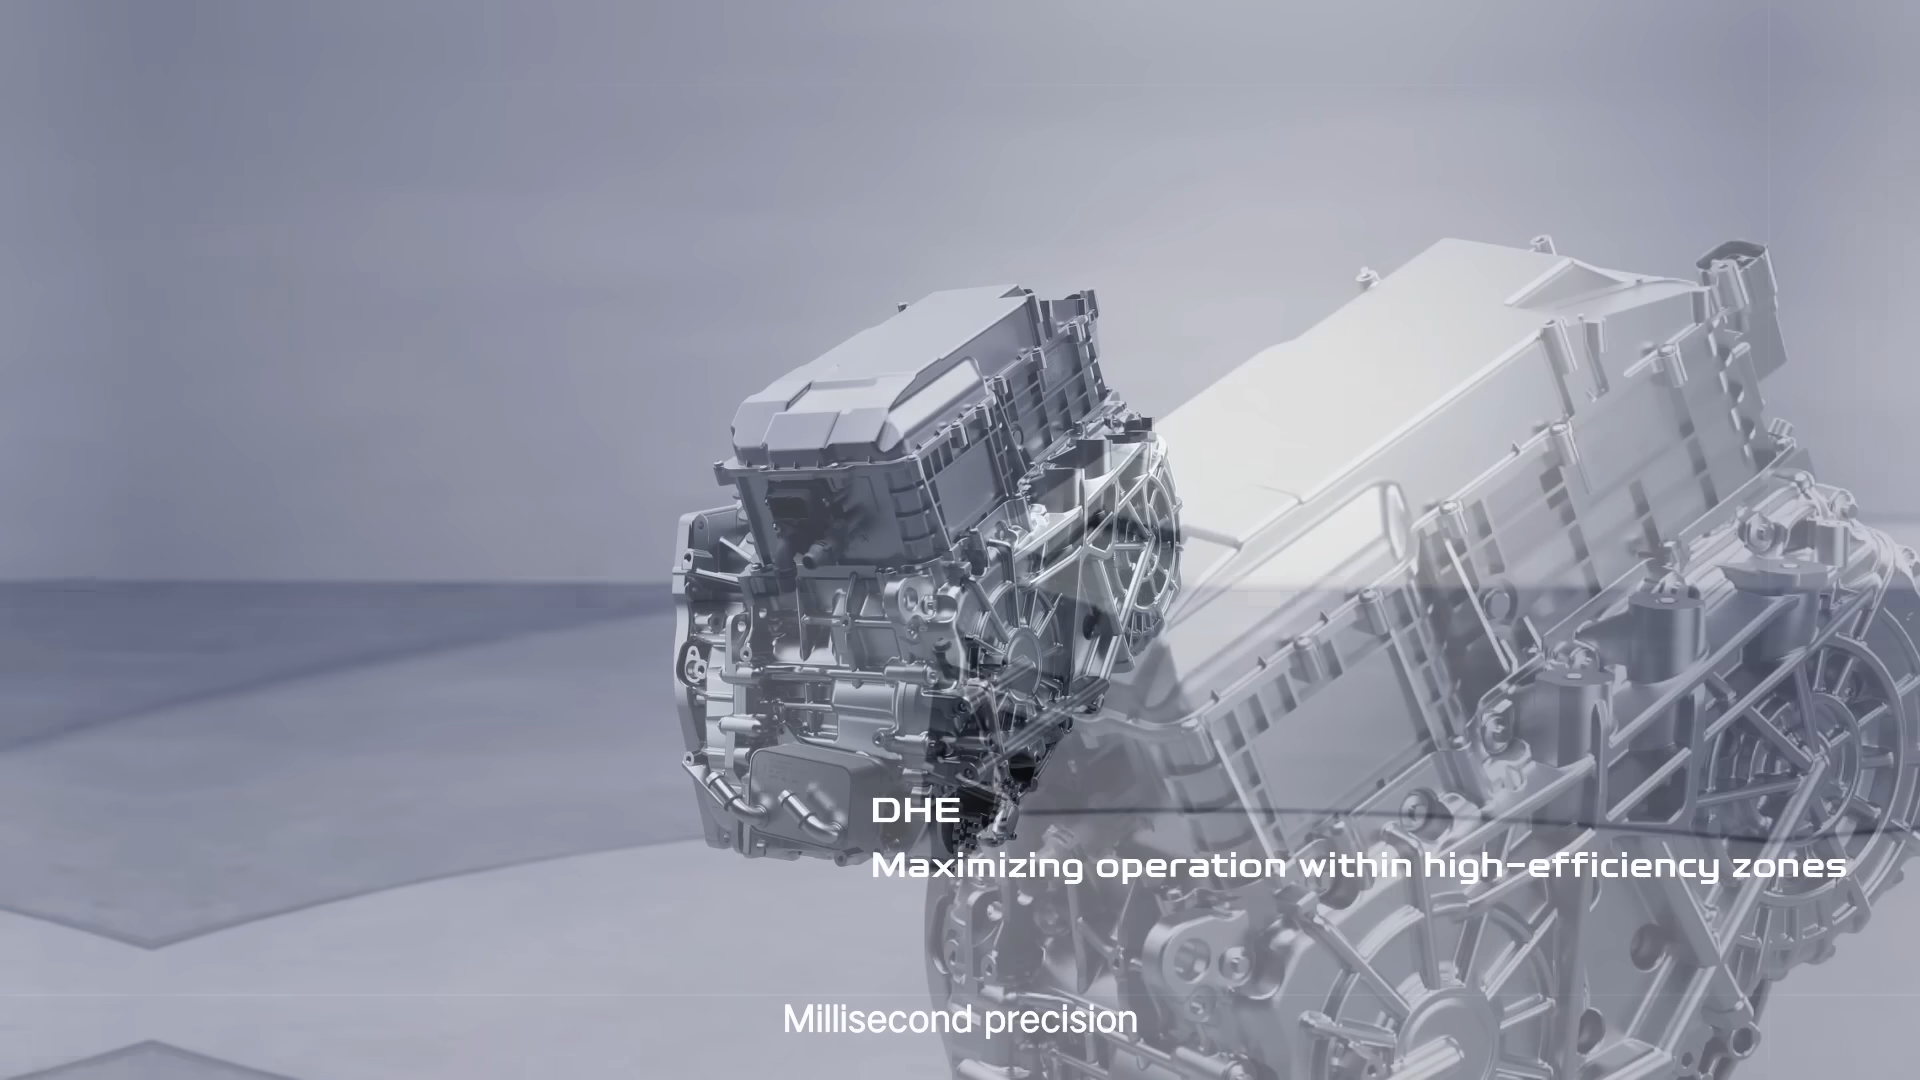 DHE
Maximizing operation within high-efficiency zones
Millisecond precision